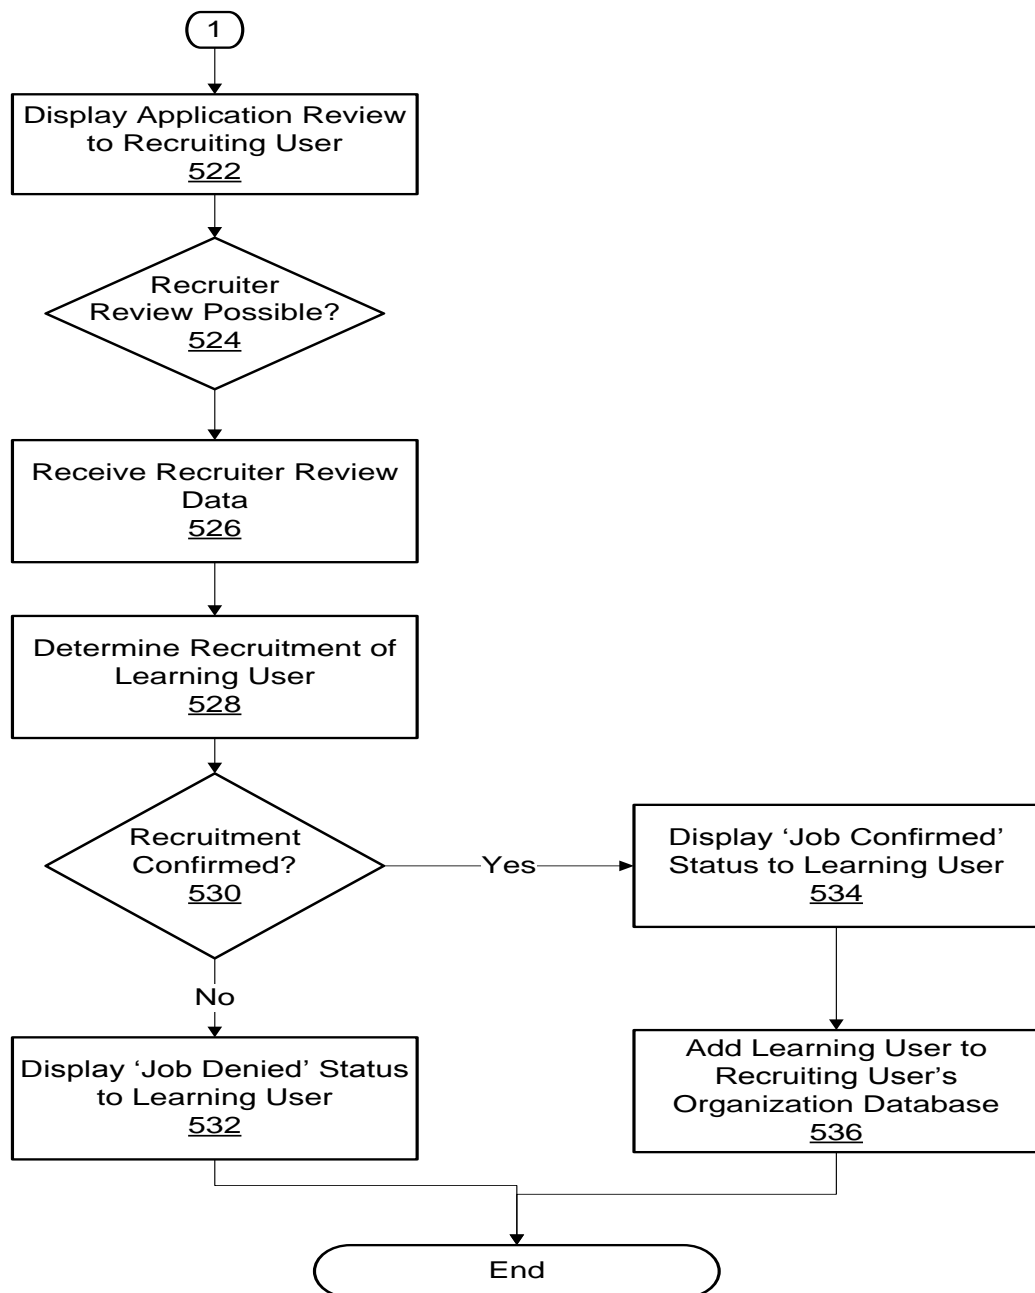 1
Display Application Review
to Recruiting User
522
Recruiter
Review Possible?
524
Receive Recruiter Review
Data
526
Determine Recruitment of
Learning User
528
Recruitment
Confirmed?
530
Yes
Display ‘Job Confirmed’
Status to Learning User
534
No
Display ‘Job Denied’ Status
to Learning User
532
Add Learning User to
Recruiting User’s
Organization Database
536
End